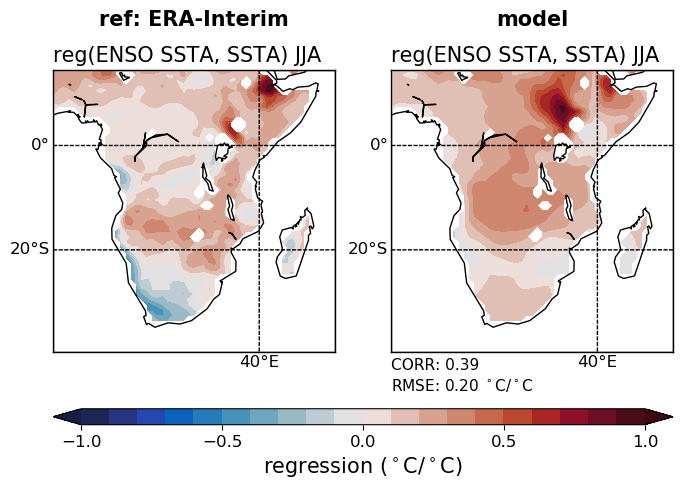 ref: ERA-Interim
model
reg(ENSO SSTA, SSTA) JJA
reg(ENSO SSTA, SSTA) JJA
0°
20°S
40°E
0°
20°S
40°E
CORR: 0.39
RMSE: 0.20 °C/°C
−1.0 −0.5 0.0 0.5 1.0
regression (°C/°C)